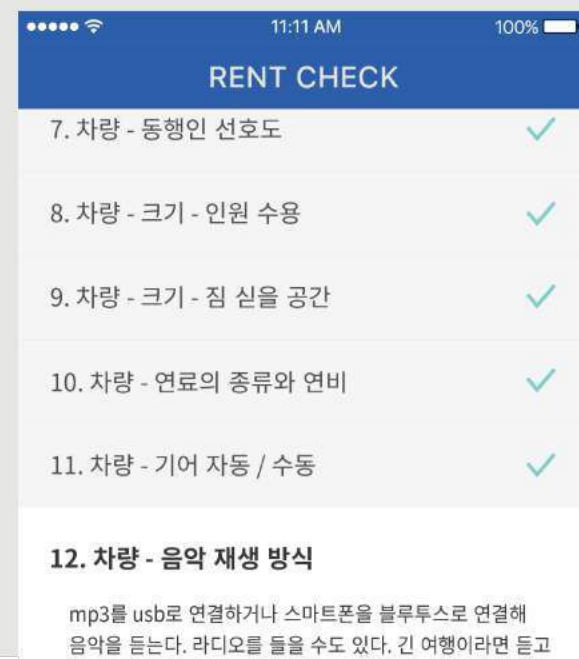 11:11 AM
100%
RENT CHECK
7. 차량 - 동행인 선호도
8. 차량 - 크기 - 인원 수용
9. 차량 - 크기 - 짐 싣을 공간
10. 차량 - 연료의 종류와 연비
11. 차량 - 기어 자동 / 수동
12. 차량 - 음악 재생 방식
mp3를 usb로 연결하거나 스마트폰을 블루투스로 연결해
음악을 듣는다. 라디오를 들을 수도 있다. 긴 여행이라면 듣고